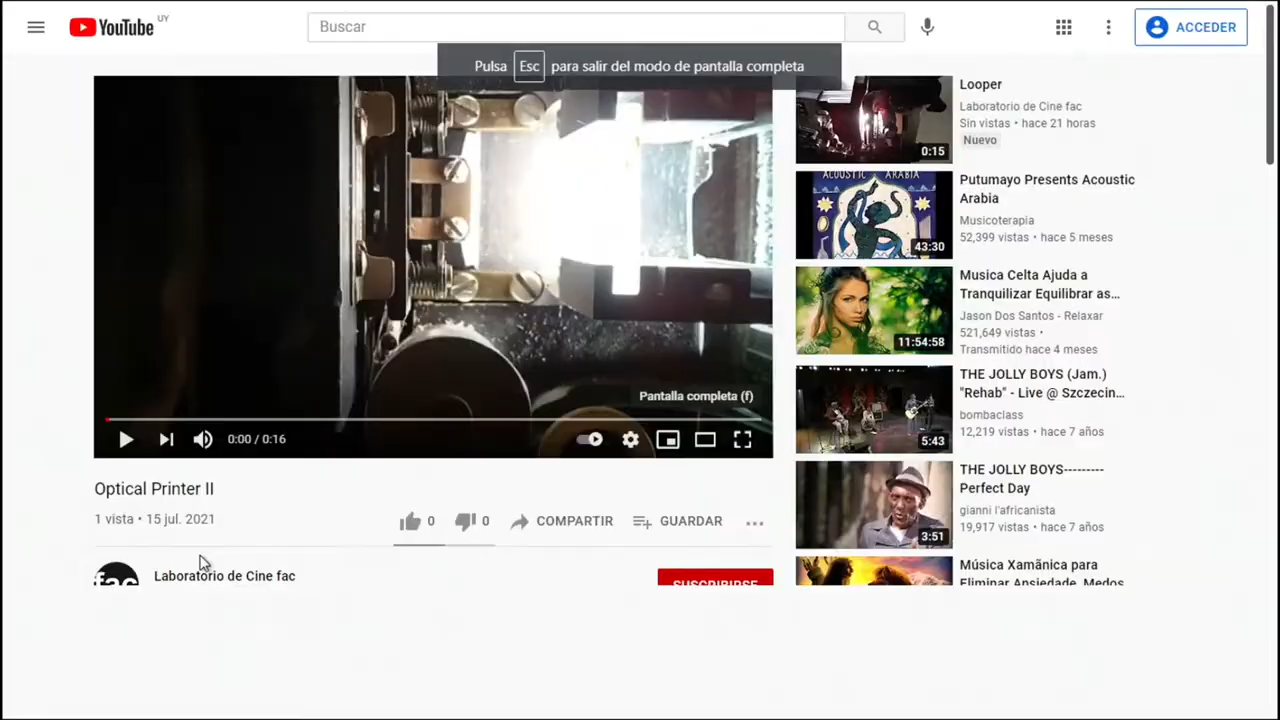 YouTube UY
Buscar
ACCEDER
Pulsa Esc para salir del modo de pantalla completa
Pantalla completa (f)
0:00 / 0:16
Optical Printer II
1 vista • 15 jul. 2021
0
0
COMPARTIR
GUARDAR
fac
Laboratorio de Cine fac
SUSCRIBIRSE
0:15
Looper
Laboratorio de Cine fac
Sin vistas • hace 21 horas
Nuevo
ACOUSTIC ARABIA
43:30
Putumayo Presents Acoustic
Arabia
Musicoterapia
52,399 vistas • hace 5 meses
11:54:58
Musica Celta Ajuda a
Tranquilizar Equilibrar as…
Jason Dos Santos - Relaxar
521,649 vistas •
Transmitido hace 4 meses
5:43
THE JOLLY BOYS (Jam.)
"Rehab" - Live @ Szczecin…
bombaclass
12,219 vistas • hace 7 años
3:51
THE JOLLY BOYS---------
Perfect Day
gianni l'africanista
19,917 vistas • hace 7 años
Música Xamãnica para
Eliminar Ansiedade, Medos